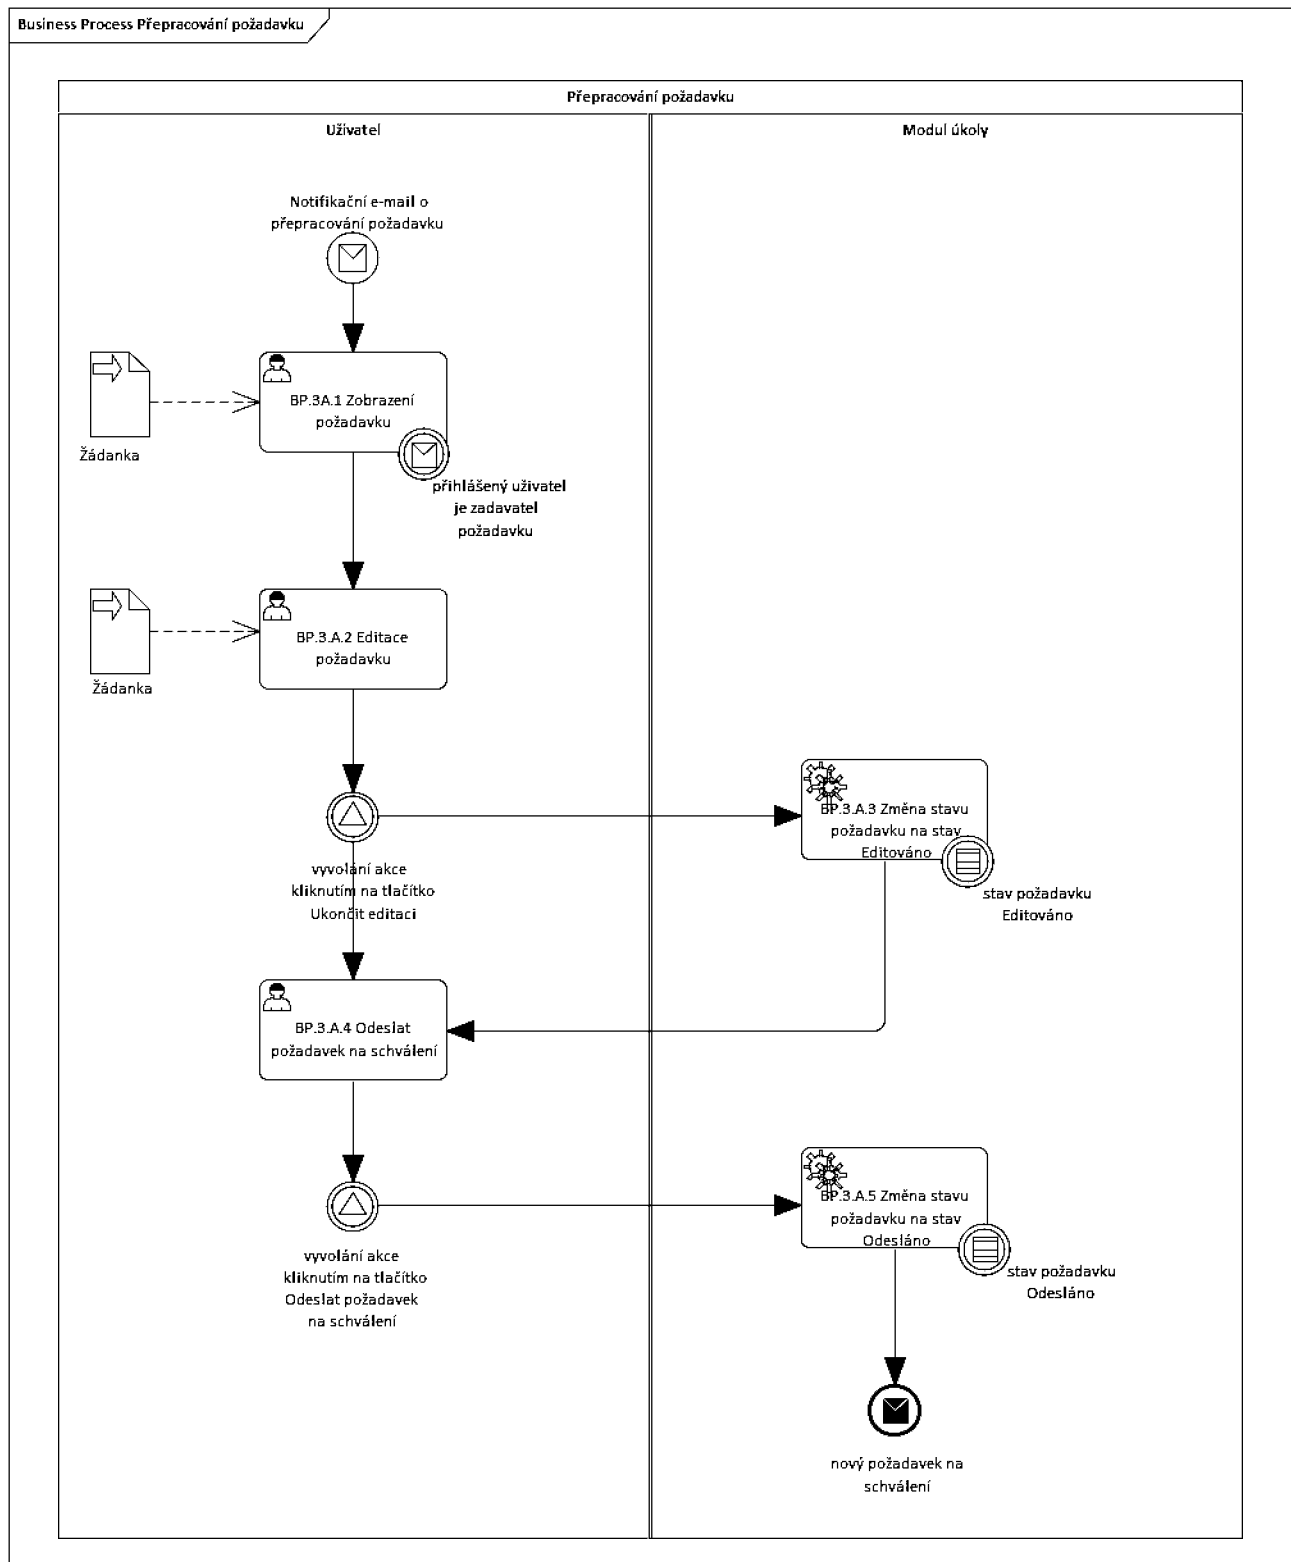 Business Process Přepracování požadavku
Přepracování požadavku
Uživatel
Modul úkoly
Notifikační e-mail o
přepracování požadavku
BP.3A.1 Zobrazení
požadavku
Žádanka
přihlášený uživatel
je zadavatel
požadavku
BP.3.A.2 Editace
požadavku
Žádanka
BP.3.A.3 Změna stavu
požadavku na stav
Editováno
vyvolání akce
kliknutím na tlačítko
Ukončit editaci
stav požadavku
Editováno
BP.3.A.4 Odeslat
požadavek na schválení
BP.3.A.5 Změna stavu
požadavku na stav
Odesláno
vyvolání akce
kliknutím na tlačítko
Odeslat požadavek
na schválení
stav požadavku
Odesláno
nový požadavek na
schválení